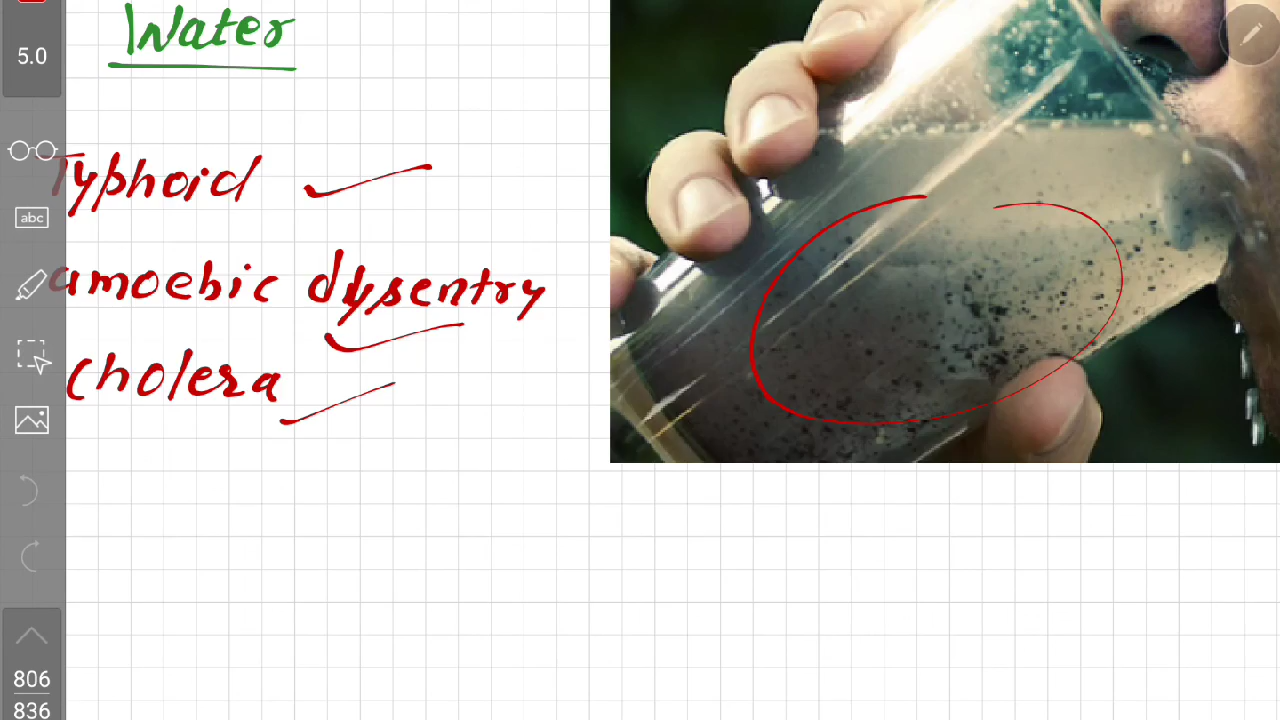 Water
5.0
Typhoid
abc
amoebic dysentry
cholera
806
836